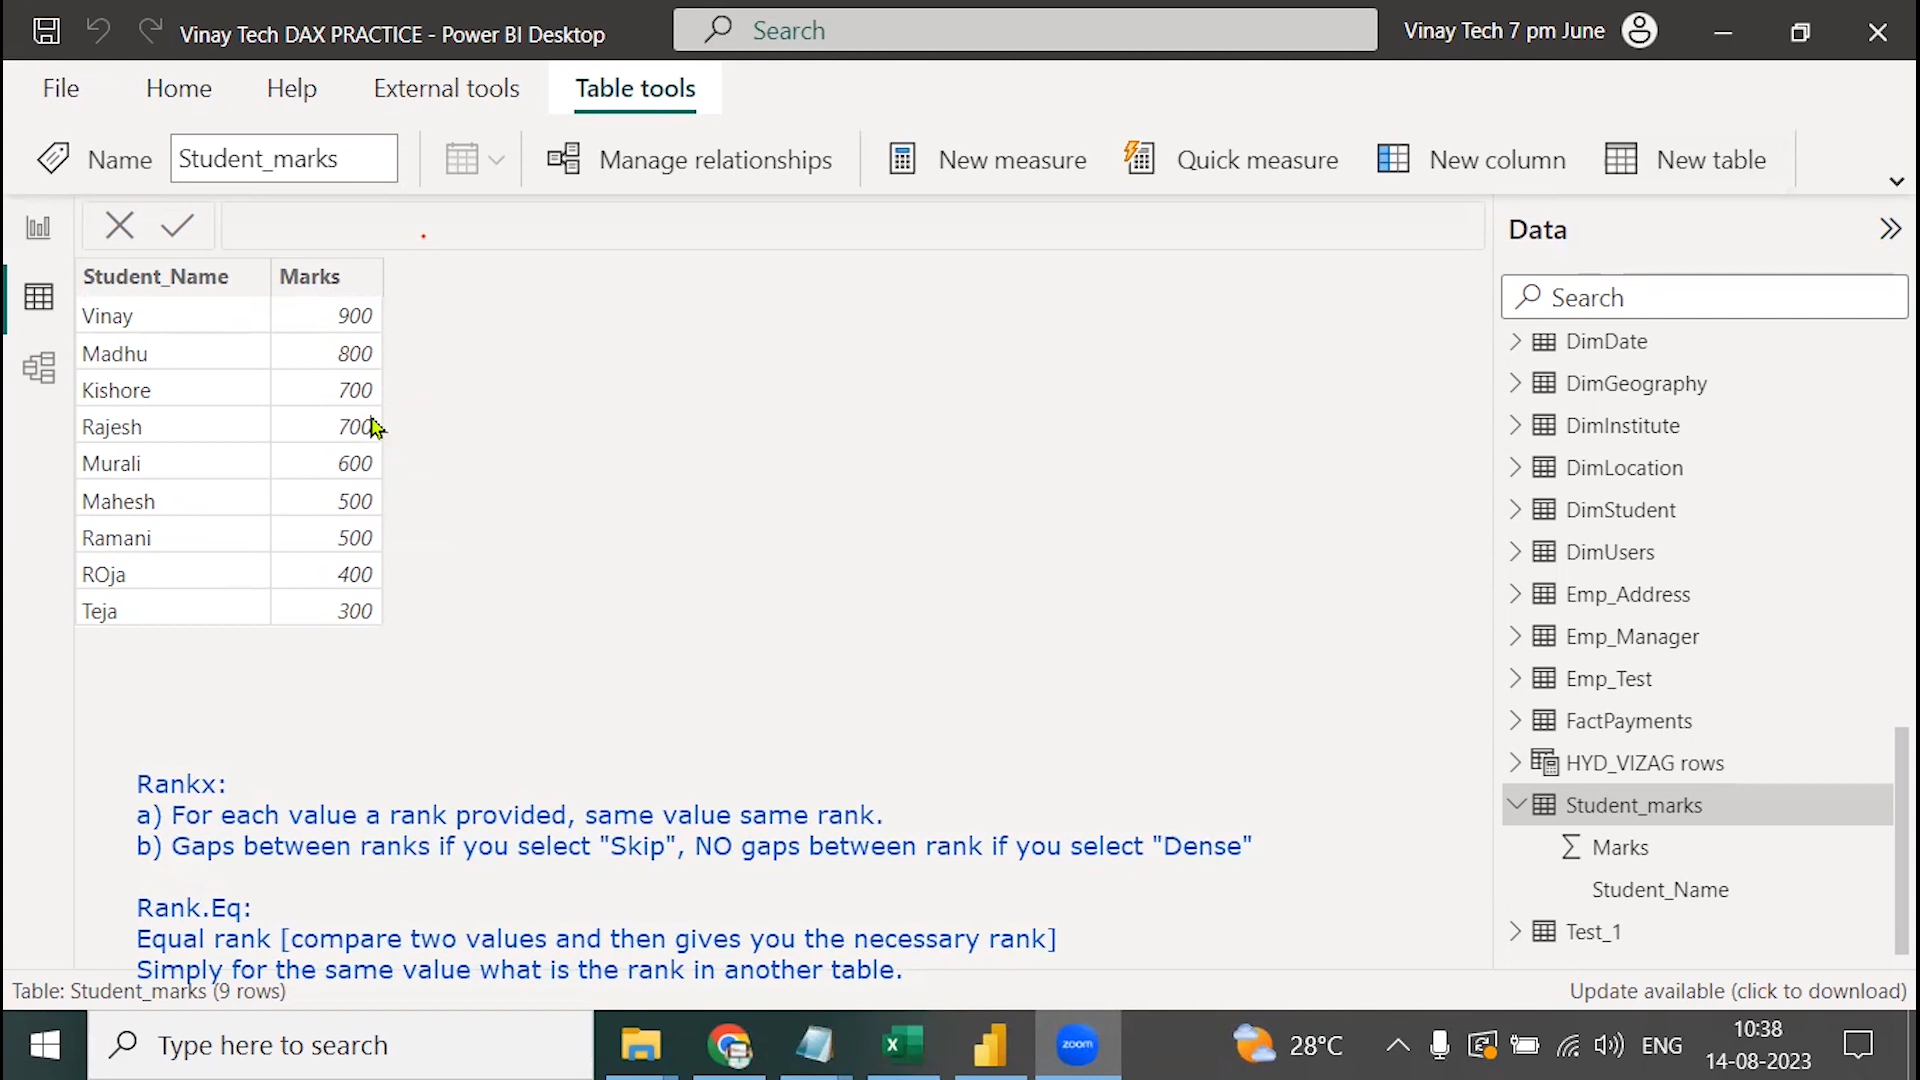 Vinay Tech DAX PRACTICE - Power BI Desktop
Search
Vinay Tech 7 pm June
File Home Help External tools Table tools
Name Student_marks Manage relationships New measure Quick measure New column New table
Data
Search
Student_Name Marks
Vinay 900
Madhu 800
Kishore 700
Rajesh 700
Murali 600
Mahesh 500
Ramani 500
ROja 400
Teja 300
DimDate
DimGeography
DimInstitute
DimLocation
DimStudent
DimUsers
Emp_Address
Emp_Manager
Emp_Test
FactPayments
HYD_VIZAG rows
Student_marks
Marks
Student_Name
Test_1
Rankx:
a) For each value a rank provided, same value same rank.
b) Gaps between ranks if you select "Skip", NO gaps between rank if you select "Dense"
Rank.Eq:
Equal rank [compare two values and then gives you the necessary rank]
Simply for the same value what is the rank in another table.
Table: Student_marks (9 rows)
Update available (click to download)
Type here to search
zoom
28°C
ENG
10:38
14-08-2023